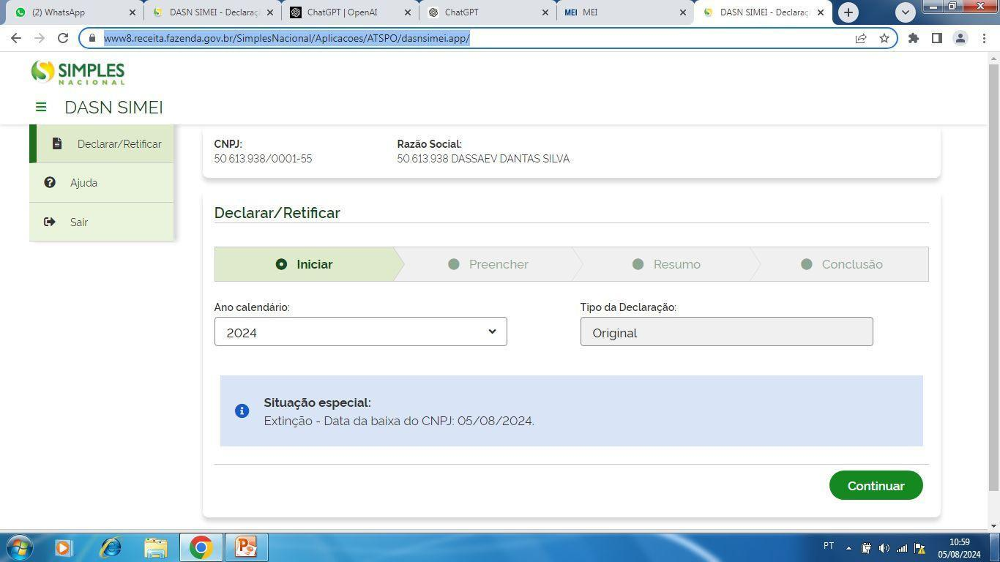 (2) WhatsApp
DASN SIMEI - Declaraç
ChatGPT | OpenAI
ChatGPT
MEI MEI
DASN SIMEI - Declaraç
www8.receita.fazenda.gov.br/SimplesNacional/Aplicacoes/ATSPO/dasnsimei.app/
SIMPLES
NACIONAL
DASN SIMEI
Declarar/Retificar
Ajuda
Sair
CNPJ:
50.613.938/0001-55
Razão Social:
50.613.938 DASSAEV DANTAS SILVA
Declarar/Retificar
Iniciar
Preencher
Resumo
Conclusão
Ano calendário:
2024
Tipo da Declaração:
Original
Situação especial:
Extinção - Data da baixa do CNPJ: 05/08/2024.
Continuar
PT
10:59
05/08/2024